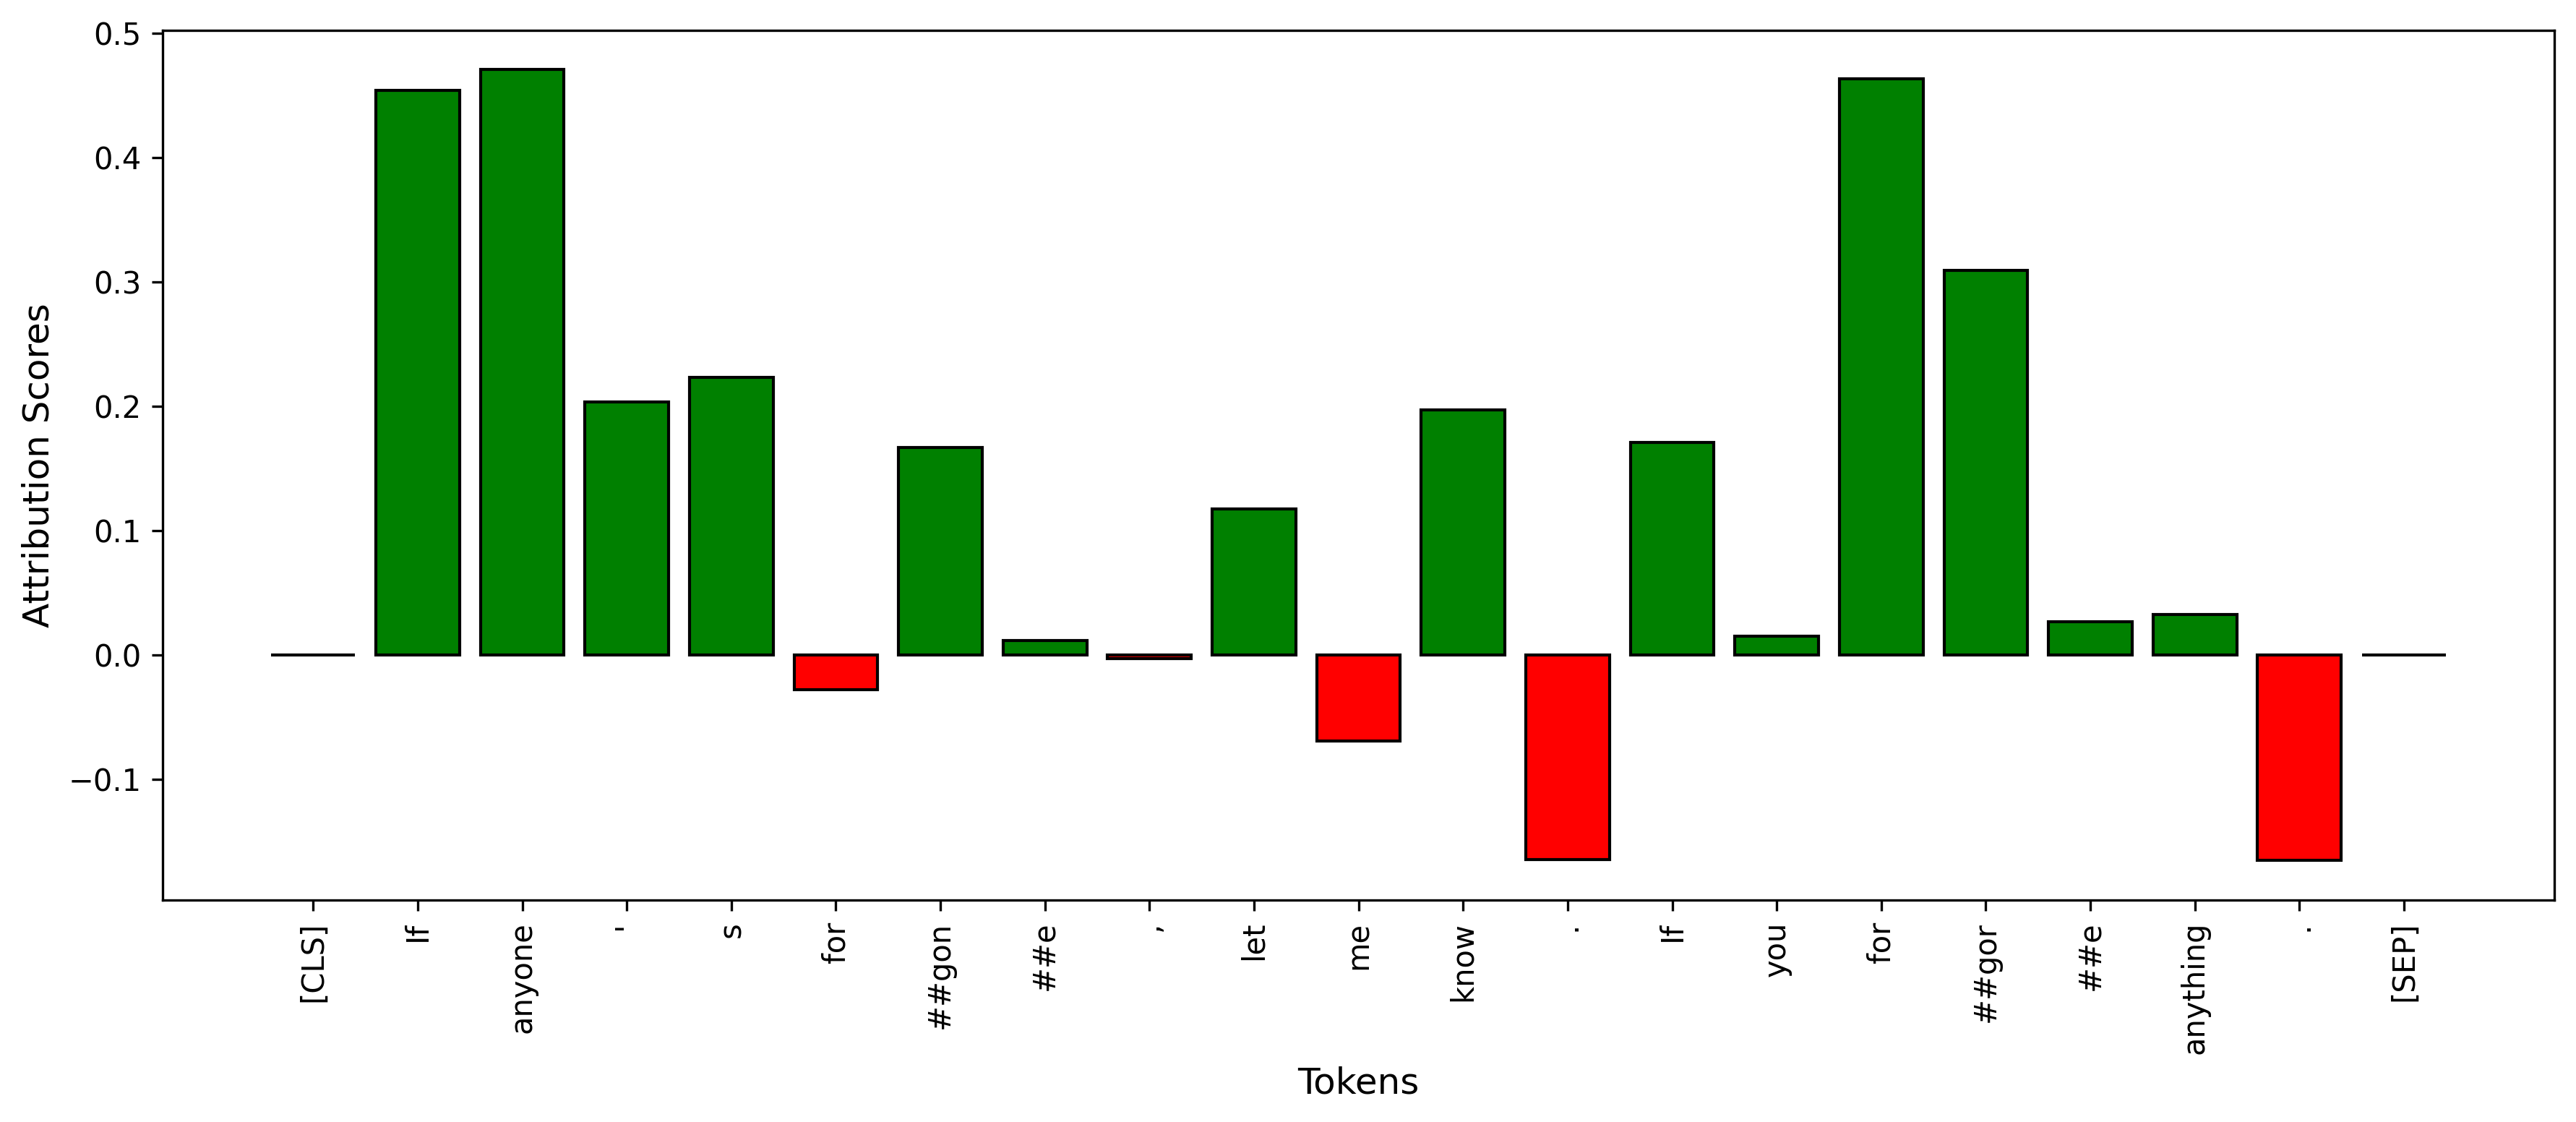 Attribution Scores
0.5
0.4
0.3
0.2
0.1
0.0
−0.1
[CLS]
If
anyone
'
s
for
##gon
##e
,
let
me
know
.
If
you
for
##gor
##e
anything
.
[SEP]
Tokens